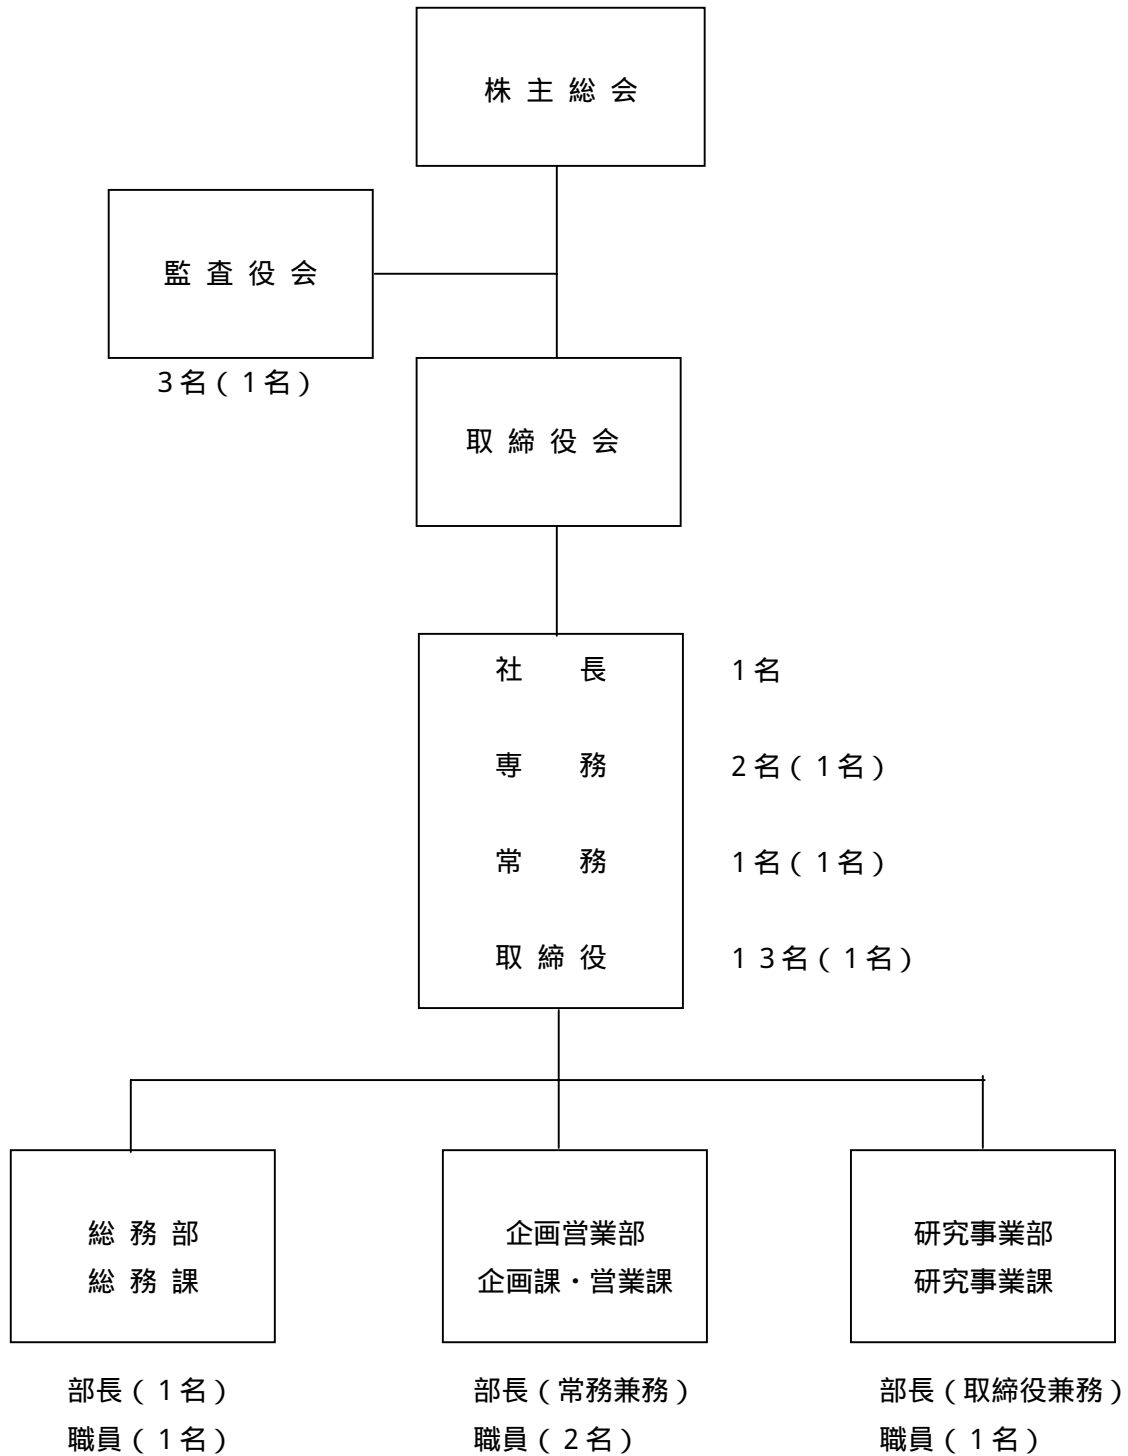 株 主 総 会
監 査 役 会
3名（1名）
取 締 役 会
社　　長　1名
専　　務　2名（1名）
常　　務　1名（1名）
取 締 役　1 3名（1名）
総 務 部
総 務 課
部長（1名）
職員（1名）
企画営業部
企画課・営業課
部長（常務兼務）
職員（2名）
研究事業部
研究事業課
部長（取締役兼務）
職員（1名）